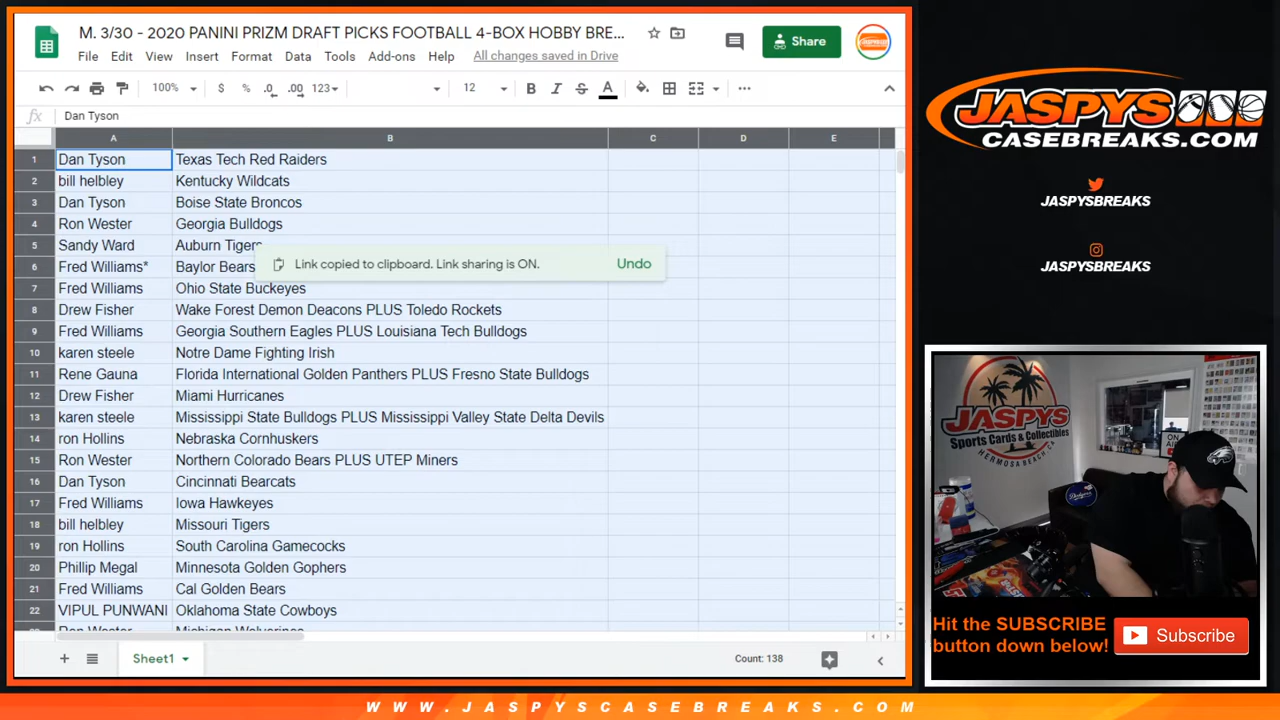 M. 3/30 - 2020 PANINI PRIZM DRAFT PICKS FOOTBALL 4-BOX HOBBY BRE...
Share
File Edit View Insert Format Data Tools Add-ons Help All changes saved in Drive
100% $ % .0 .00 123 12 B I S A
fx Dan Tyson
A B C D E
1 Dan Tyson Texas Tech Red Raiders
2 bill helbley Kentucky Wildcats
3 Dan Tyson Boise State Broncos
4 Ron Wester Georgia Bulldogs
5 Sandy Ward Auburn Tigers
6 Fred Williams* Baylor Bears
Link copied to clipboard. Link sharing is ON. Undo
7 Fred Williams Ohio State Buckeyes
8 Drew Fisher Wake Forest Demon Deacons PLUS Toledo Rockets
9 Fred Williams Georgia Southern Eagles PLUS Louisiana Tech Bulldogs
10 karen steele Notre Dame Fighting Irish
11 Rene Gauna Florida International Golden Panthers PLUS Fresno State Bulldogs
12 Drew Fisher Miami Hurricanes
13 karen steele Mississippi State Bulldogs PLUS Mississippi Valley State Delta Devils
14 ron Hollins Nebraska Cornhuskers
15 Ron Wester Northern Colorado Bears PLUS UTEP Miners
16 Dan Tyson Cincinnati Bearcats
17 Fred Williams Iowa Hawkeyes
18 bill helbley Missouri Tigers
19 ron Hollins South Carolina Gamecocks
20 Phillip Megal Minnesota Golden Gophers
21 Fred Williams Cal Golden Bears
22 VIPUL PUNWANI Oklahoma State Cowboys
Ron Wester Michigan Wolverines
Sheet1
Count: 138
JASPYS
CASEBREAKS.COM
JASPYSBREAKS
JASPYSBREAKS
JASPYS
Sports Cards & Collectibles
HERMOSA BEACH, CA
ON
Dodgers
Hit the SUBSCRIBE
button down below!
Subscribe
WWW.JASPYSCASEBREAKS.COM